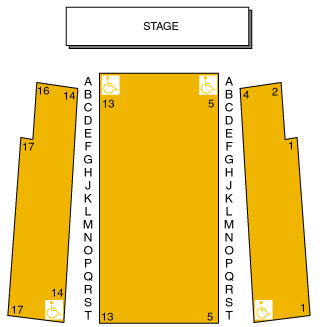 STAGE
A A
16 14 B B 4 2
13 5
C C
D D
E E
17 F F 1
G G
H H
J J
K K
L L
M M
N N
O O
P P
Q Q
14 R R
17 S S 1
13 5
T T